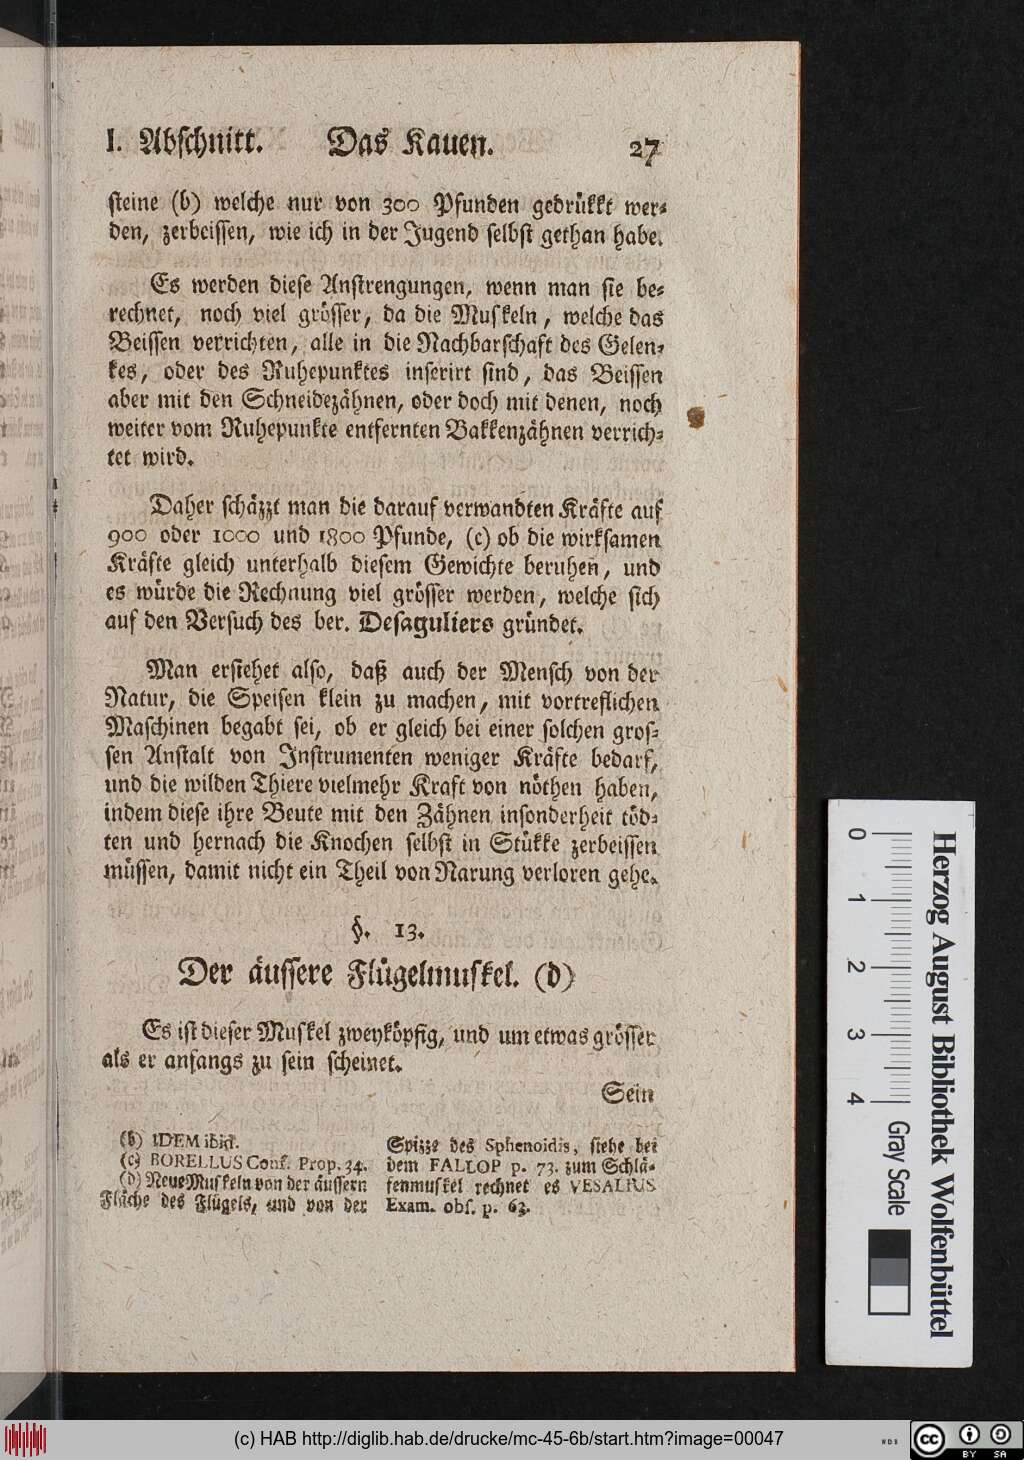 I. Abschnitt. Das Kauen. 27
steine (b) welche nur von 300 Pfunden gedrükkt wer⸗
den, zerbeissen, wie ich in der Jugend selbst gethan habe.
Es werden diese Anstrengungen, wenn man sie be⸗
rechnet, noch viel grösser, da die Muskeln, welche das
Beissen verrichten, alle in die Nachbarschaft des Gelen⸗
kes, oder des Ruhepunktes inserirt sind, das Beissen
aber mit den Schneidezähnen, oder doch mit denen, noch
weiter vom Ruhepunkte entfernten Bakkenzähnen verrich⸗
tet wird.
Daher schäzzt man die darauf verwandten Kräfte auf
900 oder 1000 und 1800 Pfunde, (c) ob die wirksamen
Kräfte gleich unterhalb diesem Gewichte beruhen, und
es würde die Rechnung viel grösser werden, welche sich
auf den Versuch des ber. Desaguliers gründet.
Man erstehet also, daß auch der Mensch von der
Natur, die Speisen klein zu machen, mit vortreflichen
Maschinen begabt sei, ob er gleich bei einer solchen gros⸗
sen Anstalt von Instrumenten weniger Kräfte bedarf,
und die wilden Thiere vielmehr Kraft von nöthen haben,
indem diese ihre Beute mit den Zähnen insonderheit töd⸗
ten und hernach die Knochen selbst in Stükke zerbeissen
müssen, damit nicht ein Theil von Narung verloren gehe.
§. 13.
Der äussere Flügelmuskel. (d)
Es ist dieser Muskel zweyköpfig, und um etwas grösser
als er anfangs zu sein scheinet.
Sein
(b) IDEM ibid.
(c) BORELLUS Conf. Prop. 34.
(d) Neue Muskeln von der äussern
Fläche des Flügels, und von der
Spizze des Sphenoidis, siehe bei
dem FALLOP p. 73. zum Schlä⸗
fenmuskel rechnet es VESALIUS
Exam. obs. p. 63.
0 1 2 3 4
Gray Scale
Herzog August Bibliothek Wolfenbüttel
(c) HAB http://diglib.hab.de/drucke/mc-45-6b/start.htm?image=00047
WDB
cc BY SA